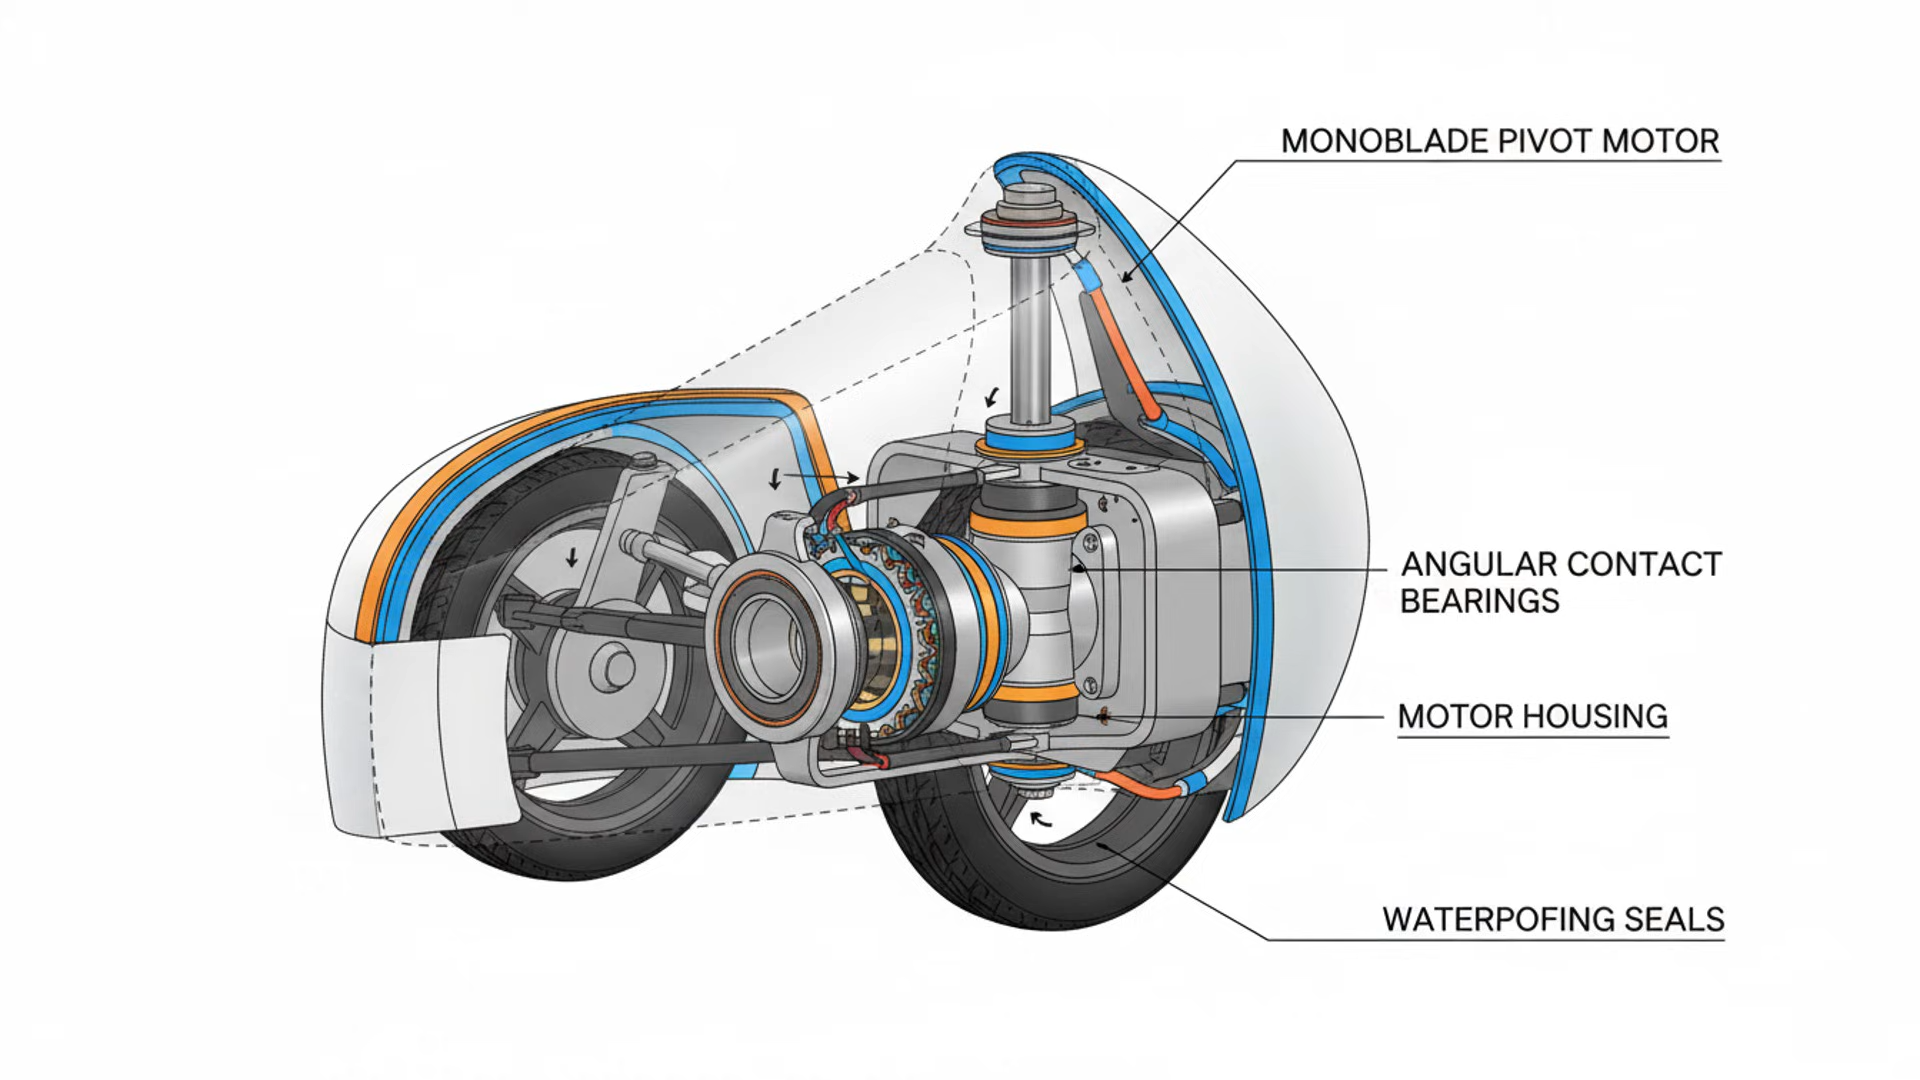 MONOBLADE PIVOT MOTOR
ANGULAR CONTACT
BEARINGS
MOTOR HOUSING
WATERPOFING SEALS